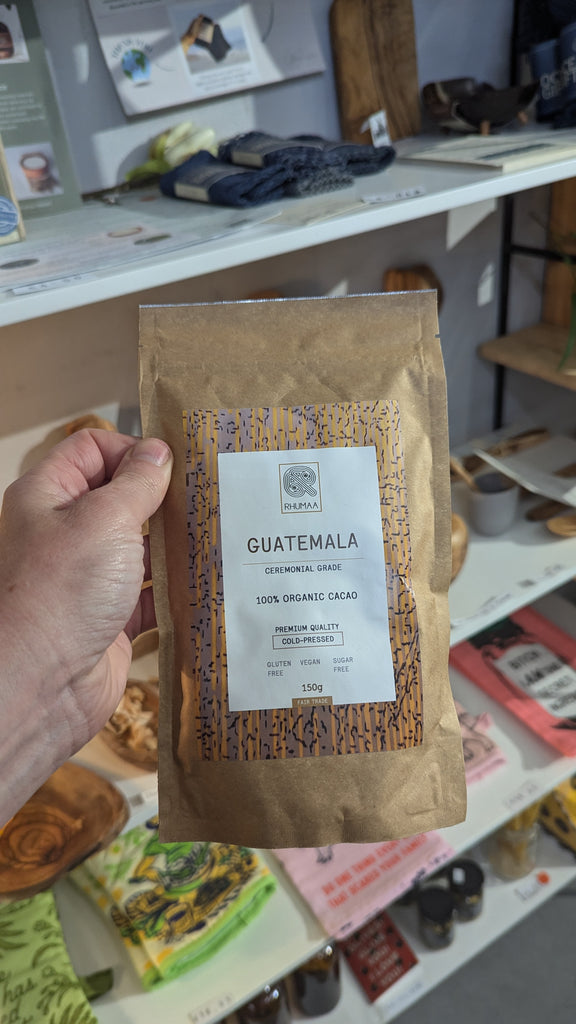 RHUMAA
GUATEMALA
CEREMONIAL GRADE
100% ORGANIC CACAO
PREMIUM QUALITY
COLD-PRESSED
GLUTEN FREE
VEGAN
SUGAR FREE
150g
FAIR TRADE